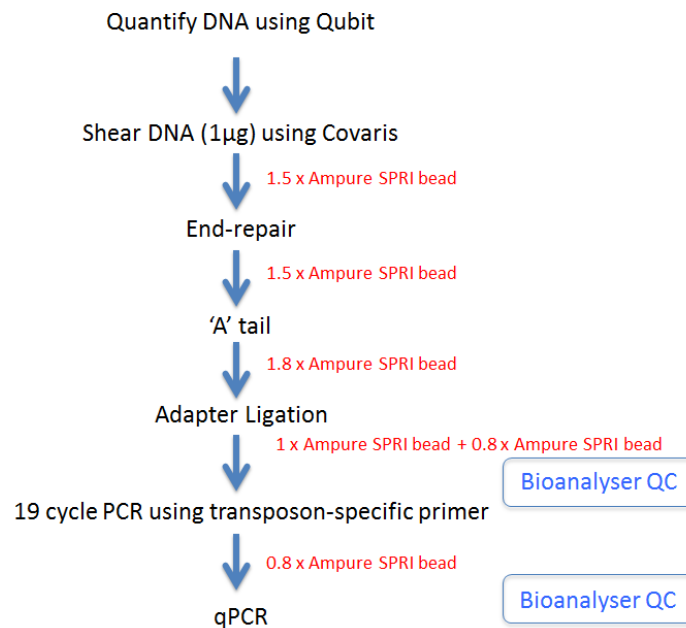 Quantify DNA using Qubit
Shear DNA (1µg) using Covaris
1.5 x Ampure SPRI bead
End-repair
1.5 x Ampure SPRI bead
‘A’ tail
1.8 x Ampure SPRI bead
Adapter Ligation
1 x Ampure SPRI bead + 0.8 x Ampure SPRI bead
Bioanalyser QC
19 cycle PCR using transposon-specific primer
0.8 x Ampure SPRI bead
Bioanalyser QC
qPCR